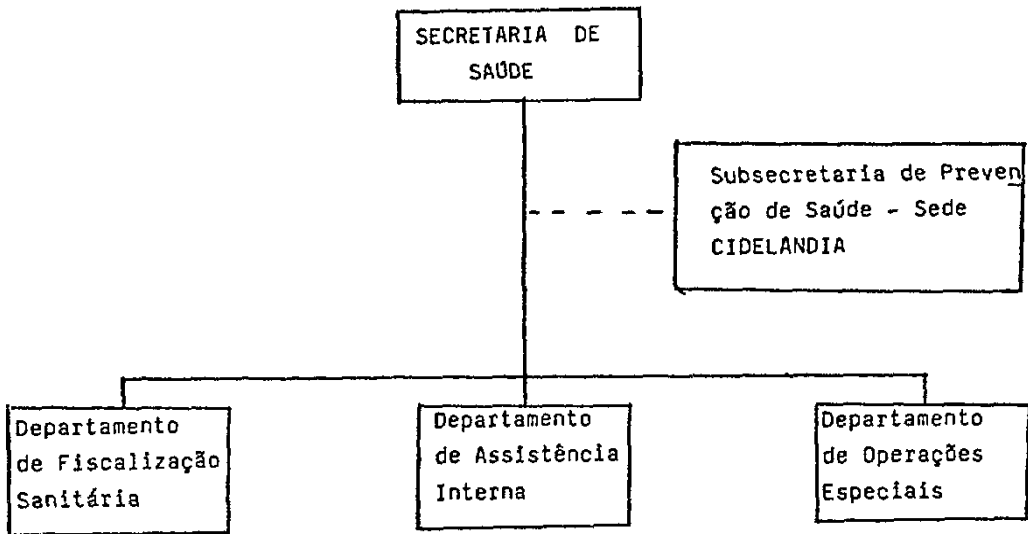 SECRETARIA DE
SAÚDE
Subsecretaria de Preven
ção de Saúde - Sede
CIDELANDIA
Departamento
de Fiscalização
Sanitária
Departamento
de Assistência
Interna
Departamento
de Operações
Especiais